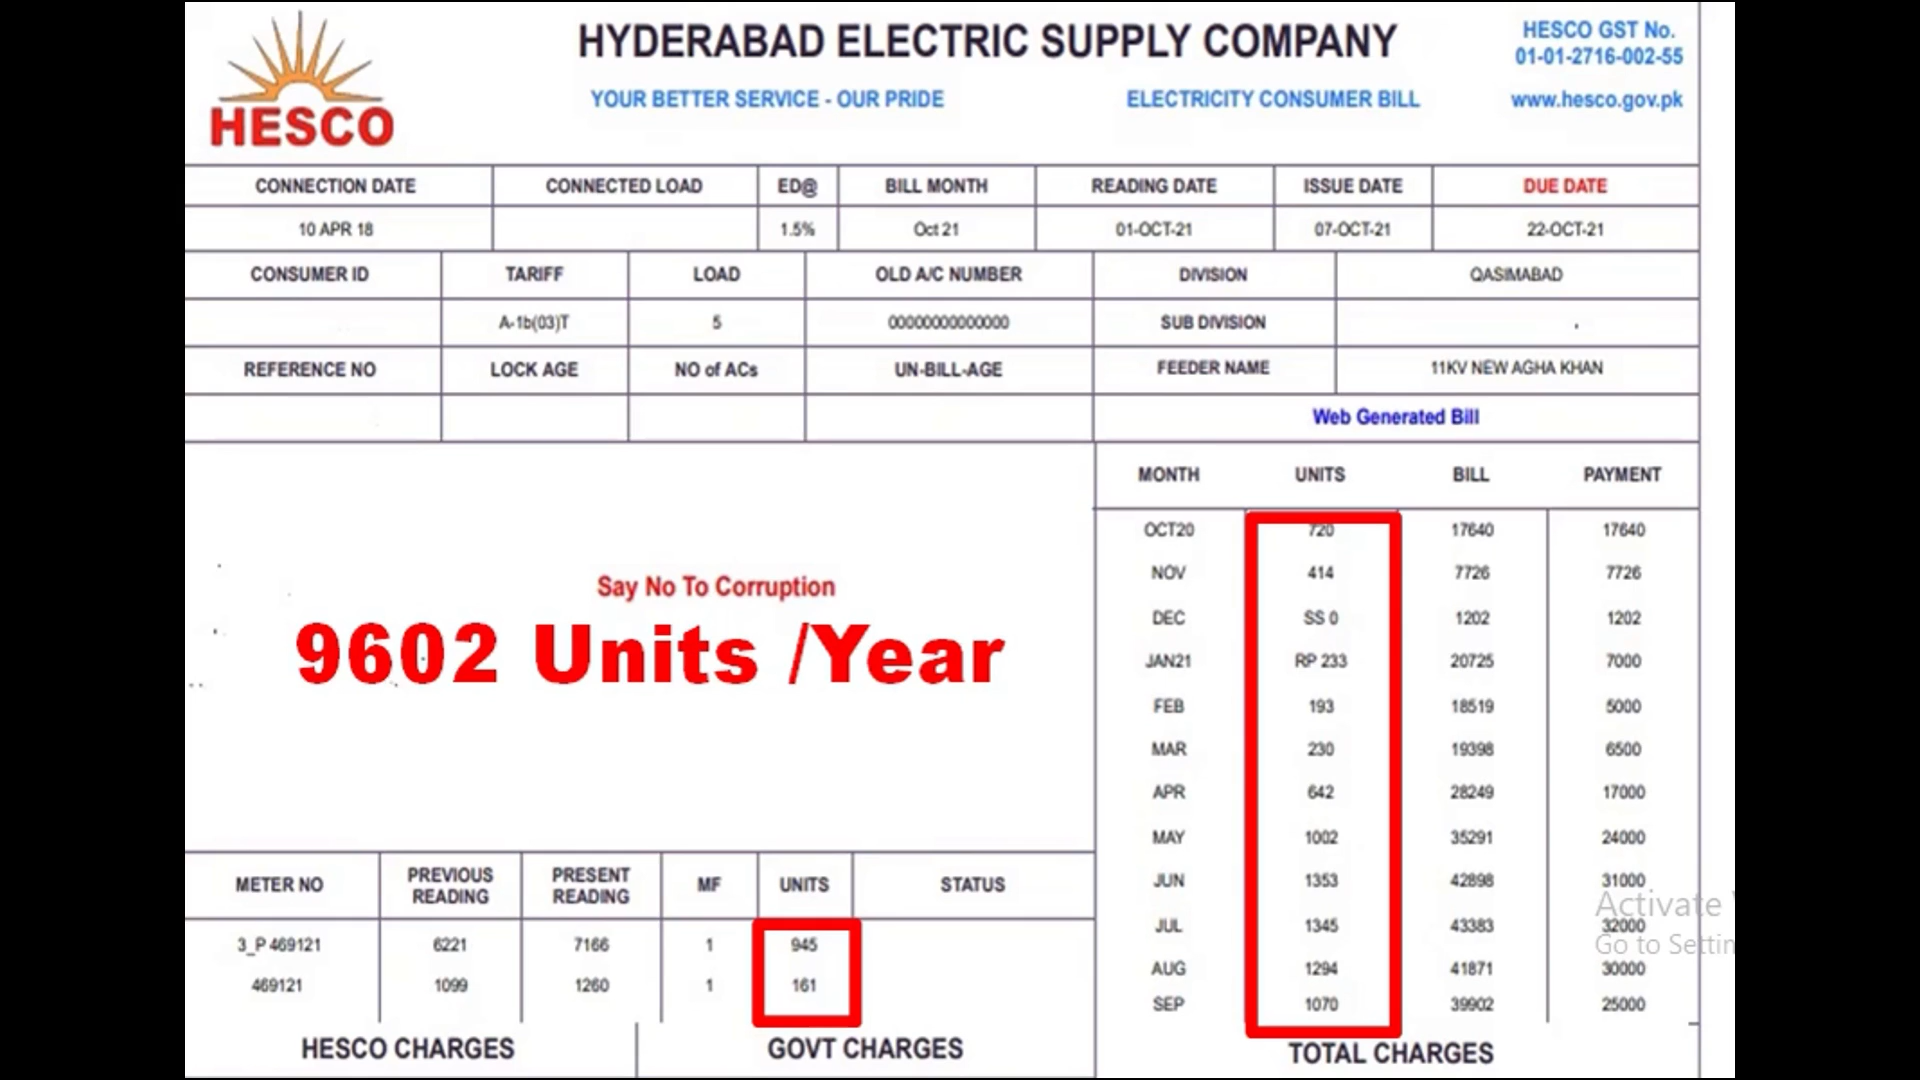 HESCO
HYDERABAD ELECTRIC SUPPLY COMPANY
YOUR BETTER SERVICE - OUR PRIDE
ELECTRICITY CONSUMER BILL
HESCO GST No.
01-01-2716-002-55
www.hesco.gov.pk
CONNECTION DATE CONNECTED LOAD ED@ BILL MONTH READING DATE ISSUE DATE DUE DATE
10 APR 18 1.5% Oct 21 01-OCT-21 07-OCT-21 22-OCT-21
CONSUMER ID TARIFF LOAD OLD A/C NUMBER DIVISION QASIMABAD
A-1b(03)T 5 00000000000000 SUB DIVISION
REFERENCE NO LOCK AGE NO of ACs UN-BILL-AGE FEEDER NAME 11KV NEW AGHA KHAN
Web Generated Bill
Say No To Corruption
9602 Units /Year
MONTH UNITS BILL PAYMENT
OCT20 720 17640 17640
NOV 414 7726 7726
DEC SS 0 1202 1202
JAN21 RP 233 20725 7000
FEB 193 18519 5000
MAR 230 19398 6500
APR 642 28249 17000
MAY 1002 35291 24000
JUN 1353 42898 31000
JUL 1345 43383 32000
AUG 1294 41871 30000
SEP 1070 39902 25000
METER NO PREVIOUS READING PRESENT READING MF UNITS STATUS
3_P 469121 6221 7166 1 945
469121 1099 1260 1 161
HESCO CHARGES GOVT CHARGES TOTAL CHARGES
Activate
Go to Settin